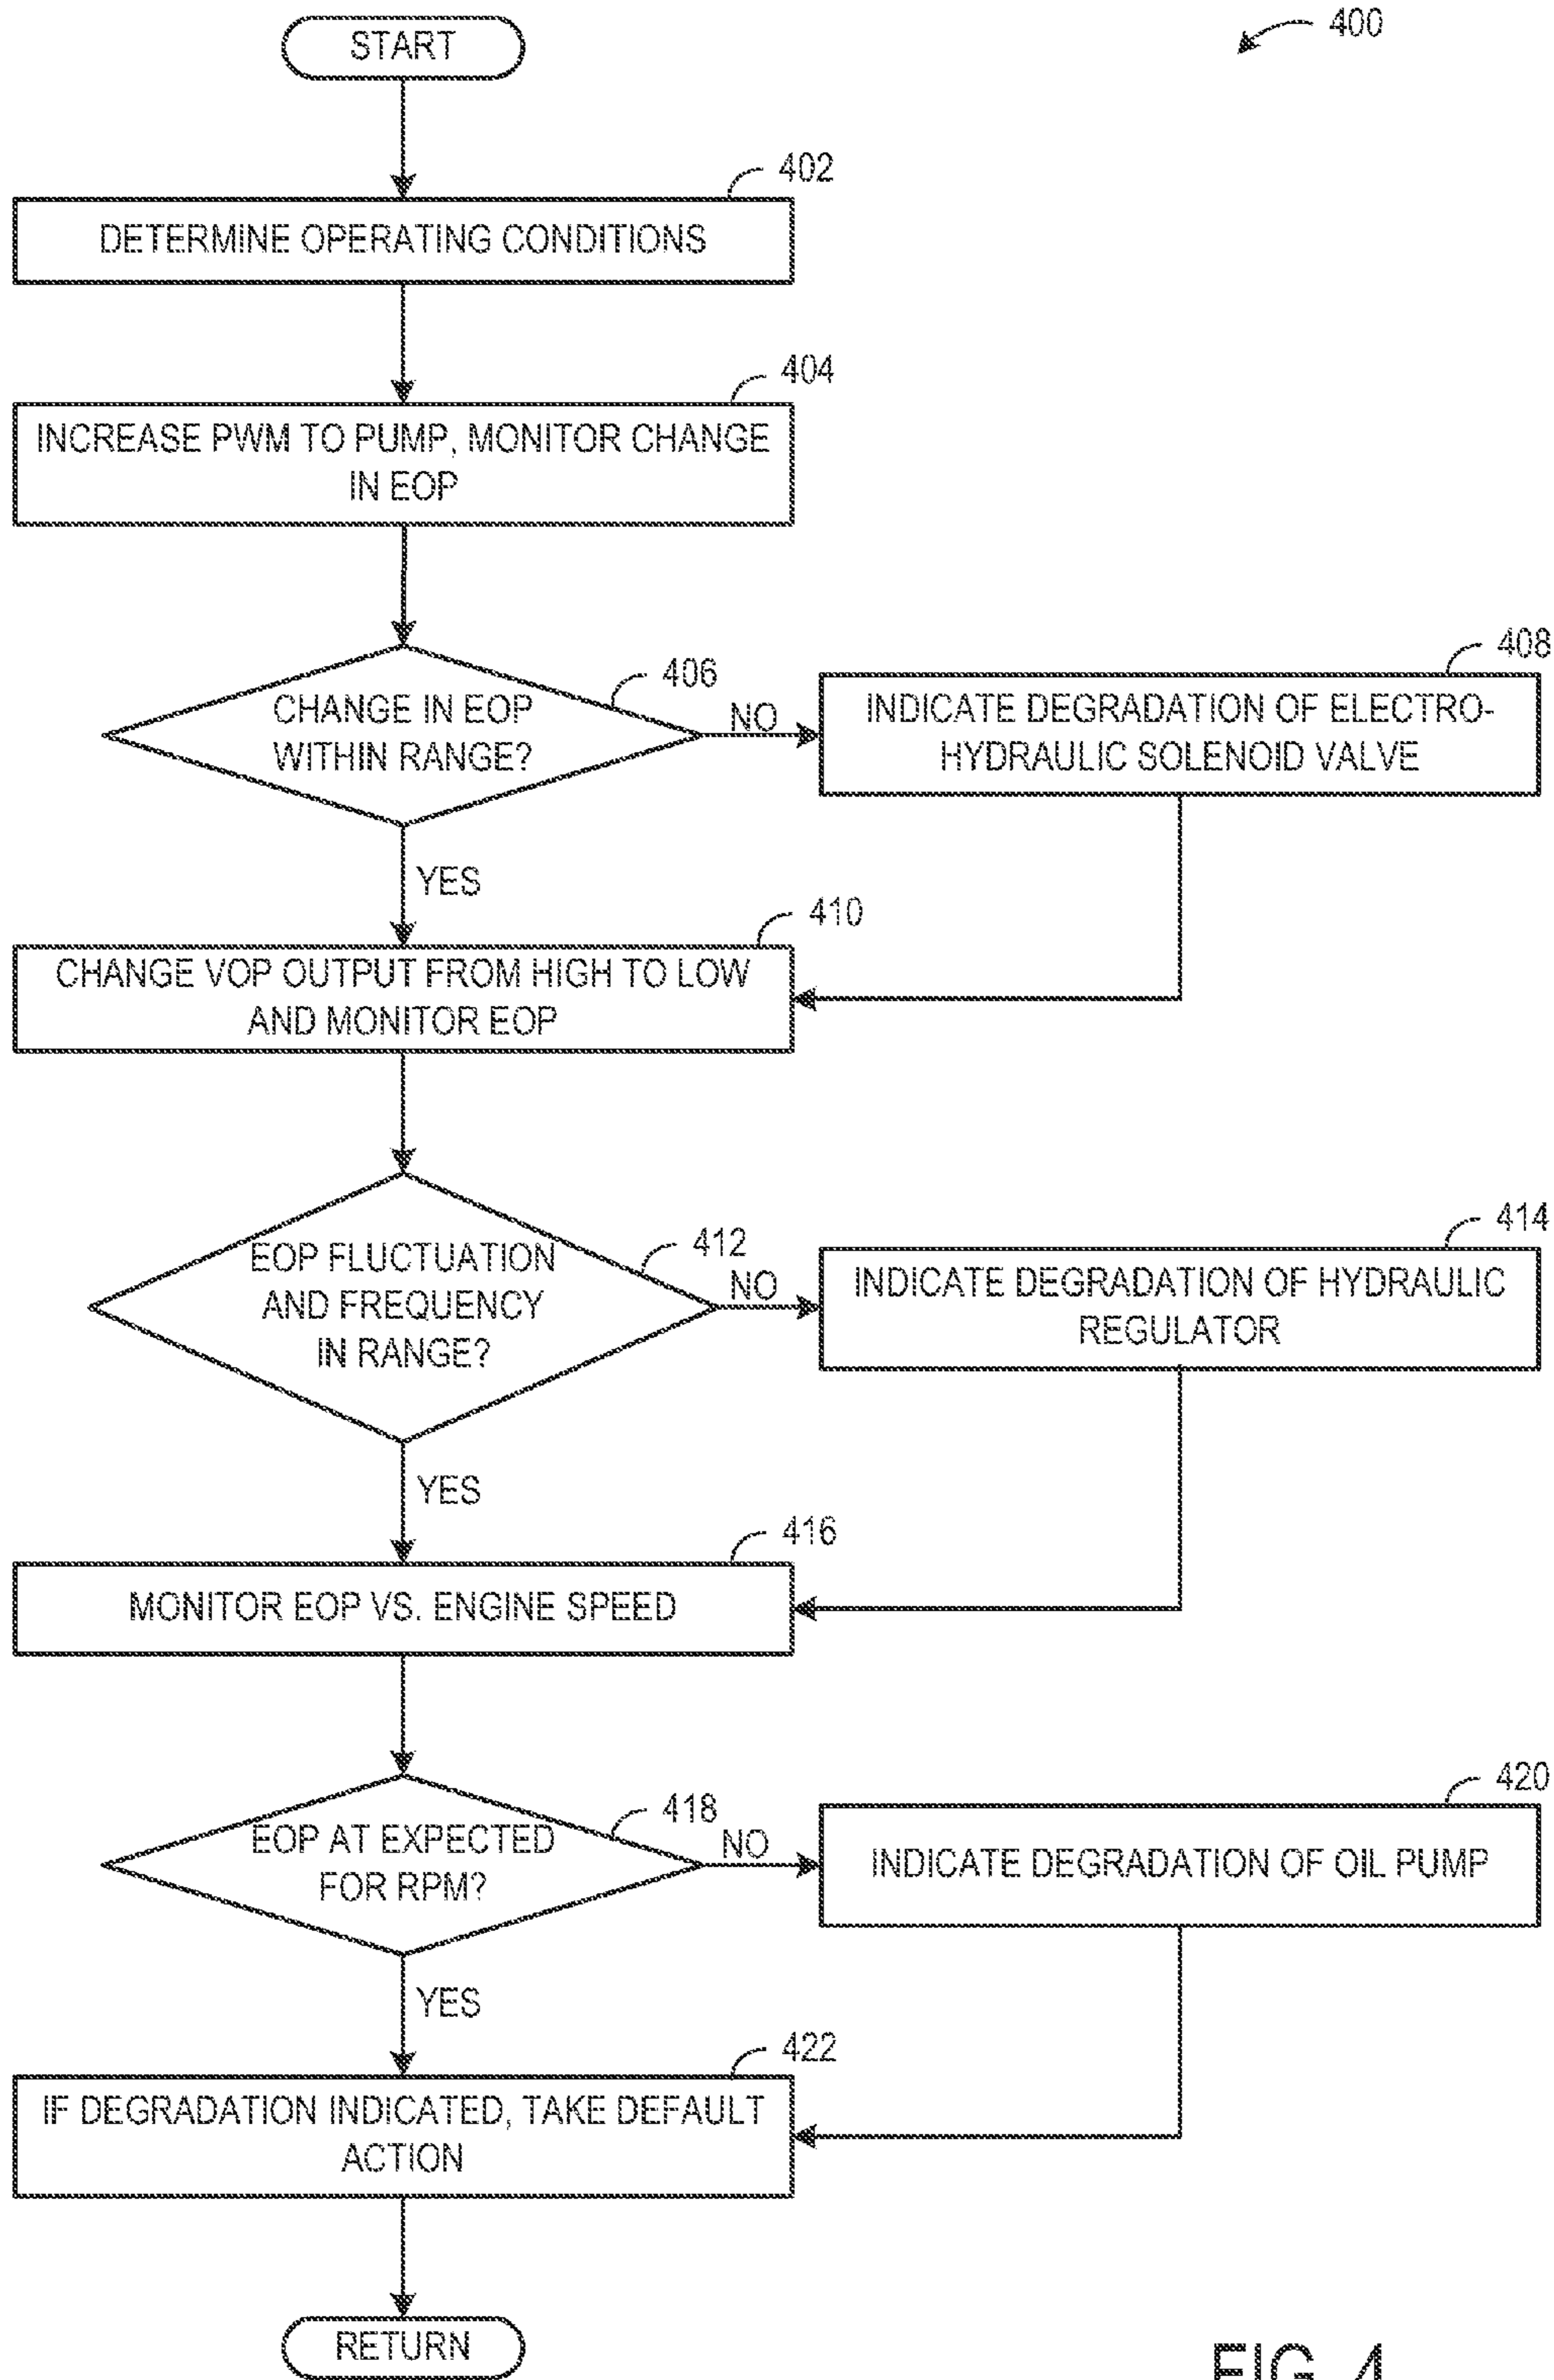 START
400
402
DETERMINE OPERATING CONDITIONS
404
INCREASE PWM TO PUMP, MONITOR CHANGE
IN EOP
406
CHANGE IN EOP
WITHIN RANGE?
NO
408
INDICATE DEGRADATION OF ELECTRO-
HYDRAULIC SOLENOID VALVE
YES
410
CHANGE VOP OUTPUT FROM HIGH TO LOW
AND MONITOR EOP
412
EOP FLUCTUATION
AND FREQUENCY
IN RANGE?
NO
414
INDICATE DEGRADATION OF HYDRAULIC
REGULATOR
YES
416
MONITOR EOP VS. ENGINE SPEED
418
EOP AT EXPECTED
FOR RPM?
NO
420
INDICATE DEGRADATION OF OIL PUMP
YES
422
IF DEGRADATION INDICATED, TAKE DEFAULT
ACTION
RETURN
FIG. 4